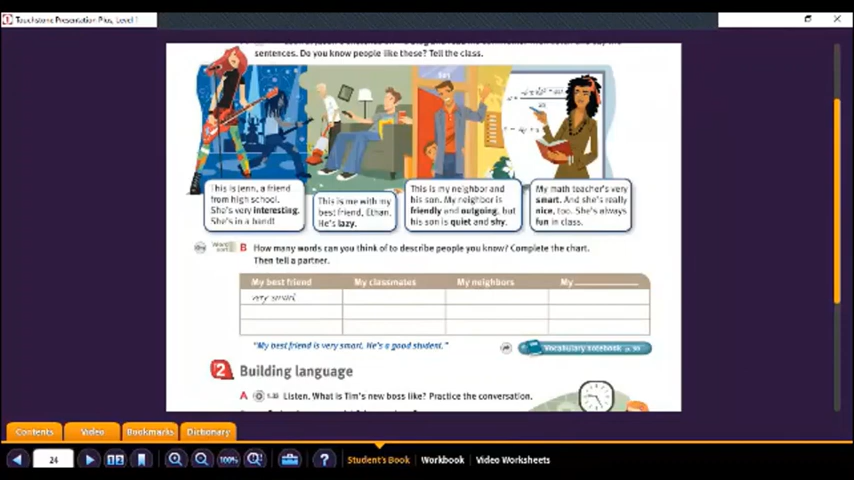 Touchstone Presentation Plus, Level 1
sentences. Do you know people like these? Tell the class.
This is Jenn, a friend
from high school.
She's very interesting.
She's in a band!
This is me with my
best friend, Ethan.
He's lazy.
This is my neighbor and
his son. My neighbor is
friendly and outgoing, but
his son is quiet and shy.
My math teacher's very
smart. And she's really
nice, too. She's always
fun in class.
Word sort B How many words can you think of to describe people you know? Complete the chart.
Then tell a partner.
My best friend My classmates My neighbors My
very smart
"My best friend is very smart. He's a good student."
Vocabulary notebook p. 30
2 Building language
A 1.33 Listen. What is Tim's new boss like? Practice the conversation.
Contents Video Bookmarks Dictionary
24 12 100% ? Student's Book Workbook Video Worksheets